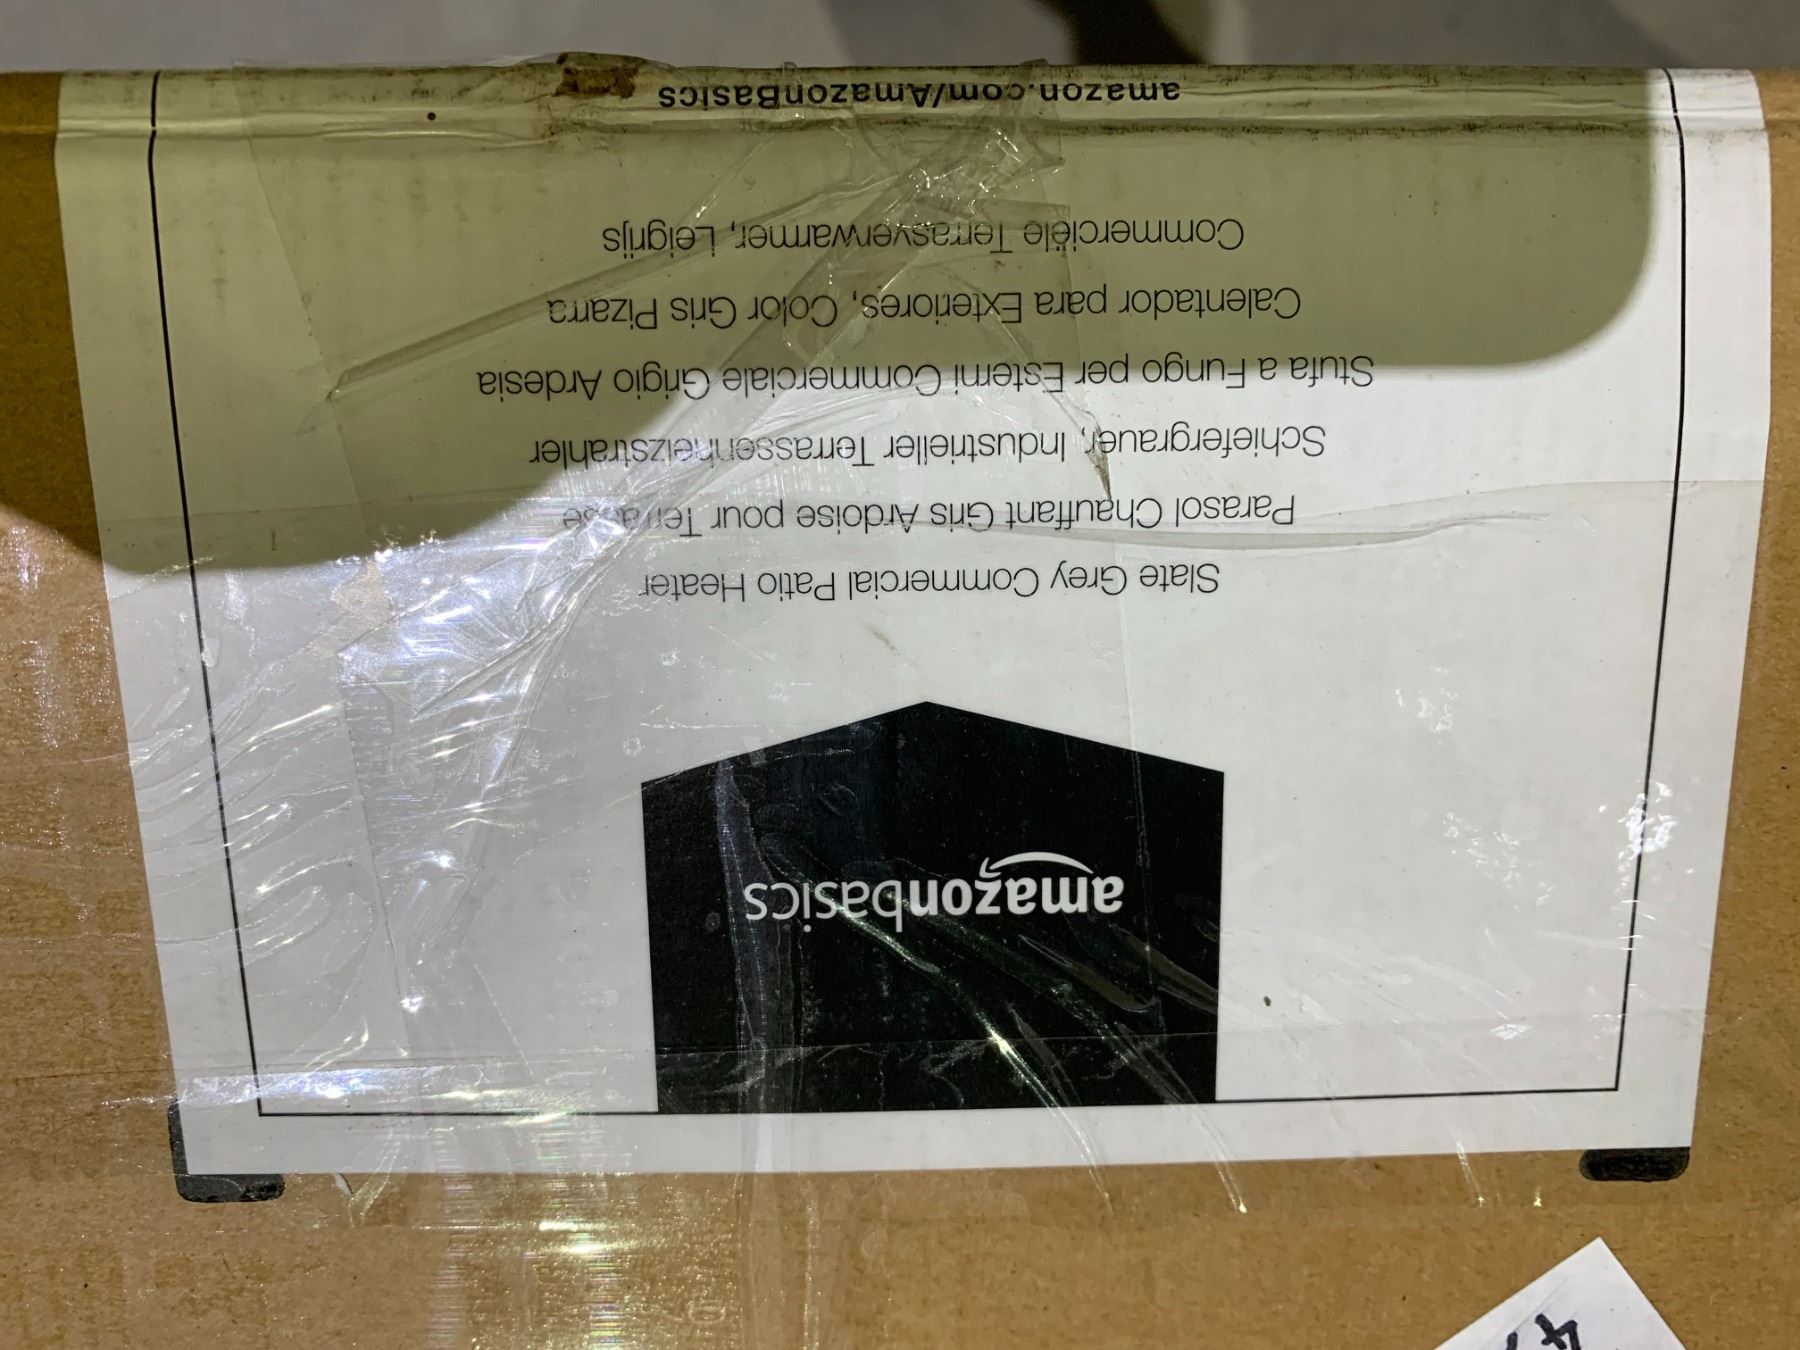 amazonbasics
Slate Grey Commercial Patio Heater
Parasol Chauffant Gris Ardoise pour Terrasse
Schiefergrauer, Industrieller Terrassenheizstrahler
Stufa a Fungo per Esterni Commerciale Grigio Ardesia
Calentador para Exteriores, Color Gris Pizarra
Commerciële Terrasverwarmer, Leigrijs
amazon.com/AmazonBasics